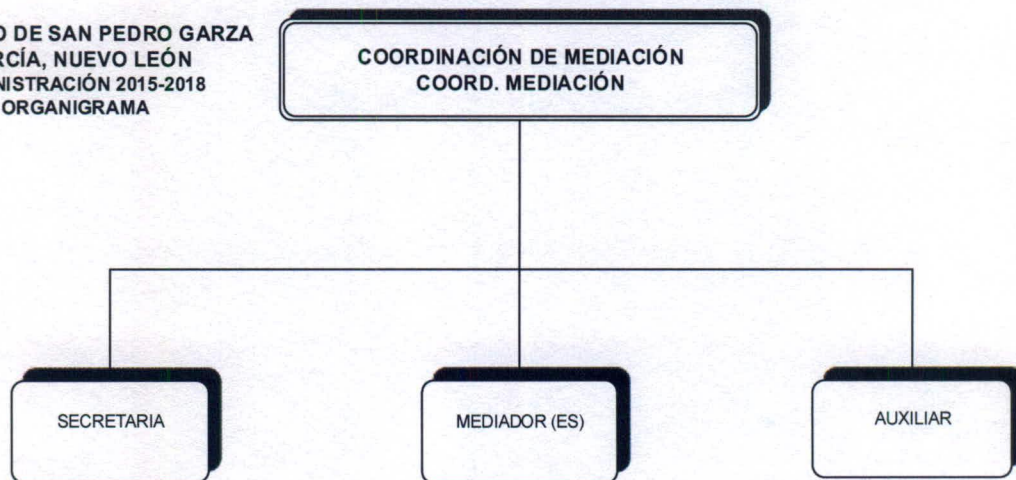 O DE SAN PEDRO GARZA
RCÍA, NUEVO LEÓN
NISTRACIÓN 2015-2018
ORGANIGRAMA
COORDINACIÓN DE MEDIACIÓN
COORD. MEDIACIÓN
SECRETARIA
MEDIADOR (ES)
AUXILIAR